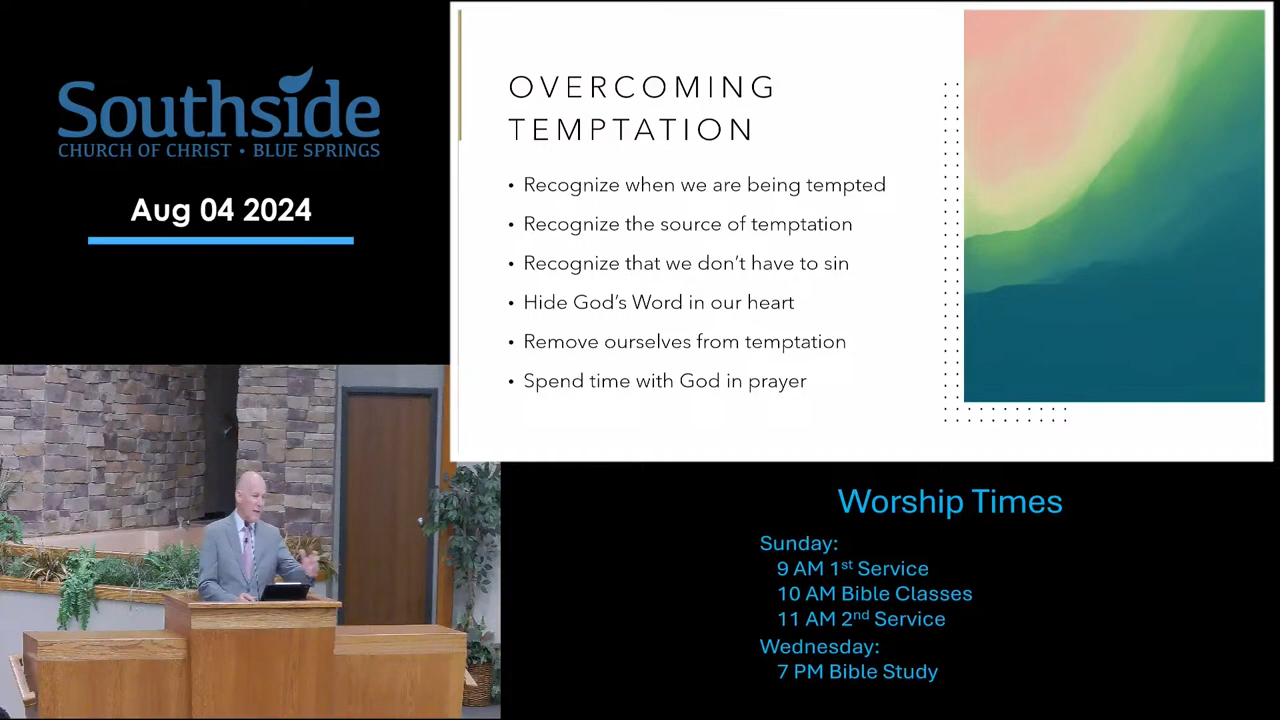 Southside
CHURCH OF CHRIST • BLUE SPRINGS
Aug 04 2024
OVERCOMING
TEMPTATION
• Recognize when we are being tempted
• Recognize the source of temptation
• Recognize that we don't have to sin
• Hide God's Word in our heart
• Remove ourselves from temptation
• Spend time with God in prayer
Worship Times
Sunday:
9 AM 1st Service
10 AM Bible Classes
11 AM 2nd Service
Wednesday:
7 PM Bible Study